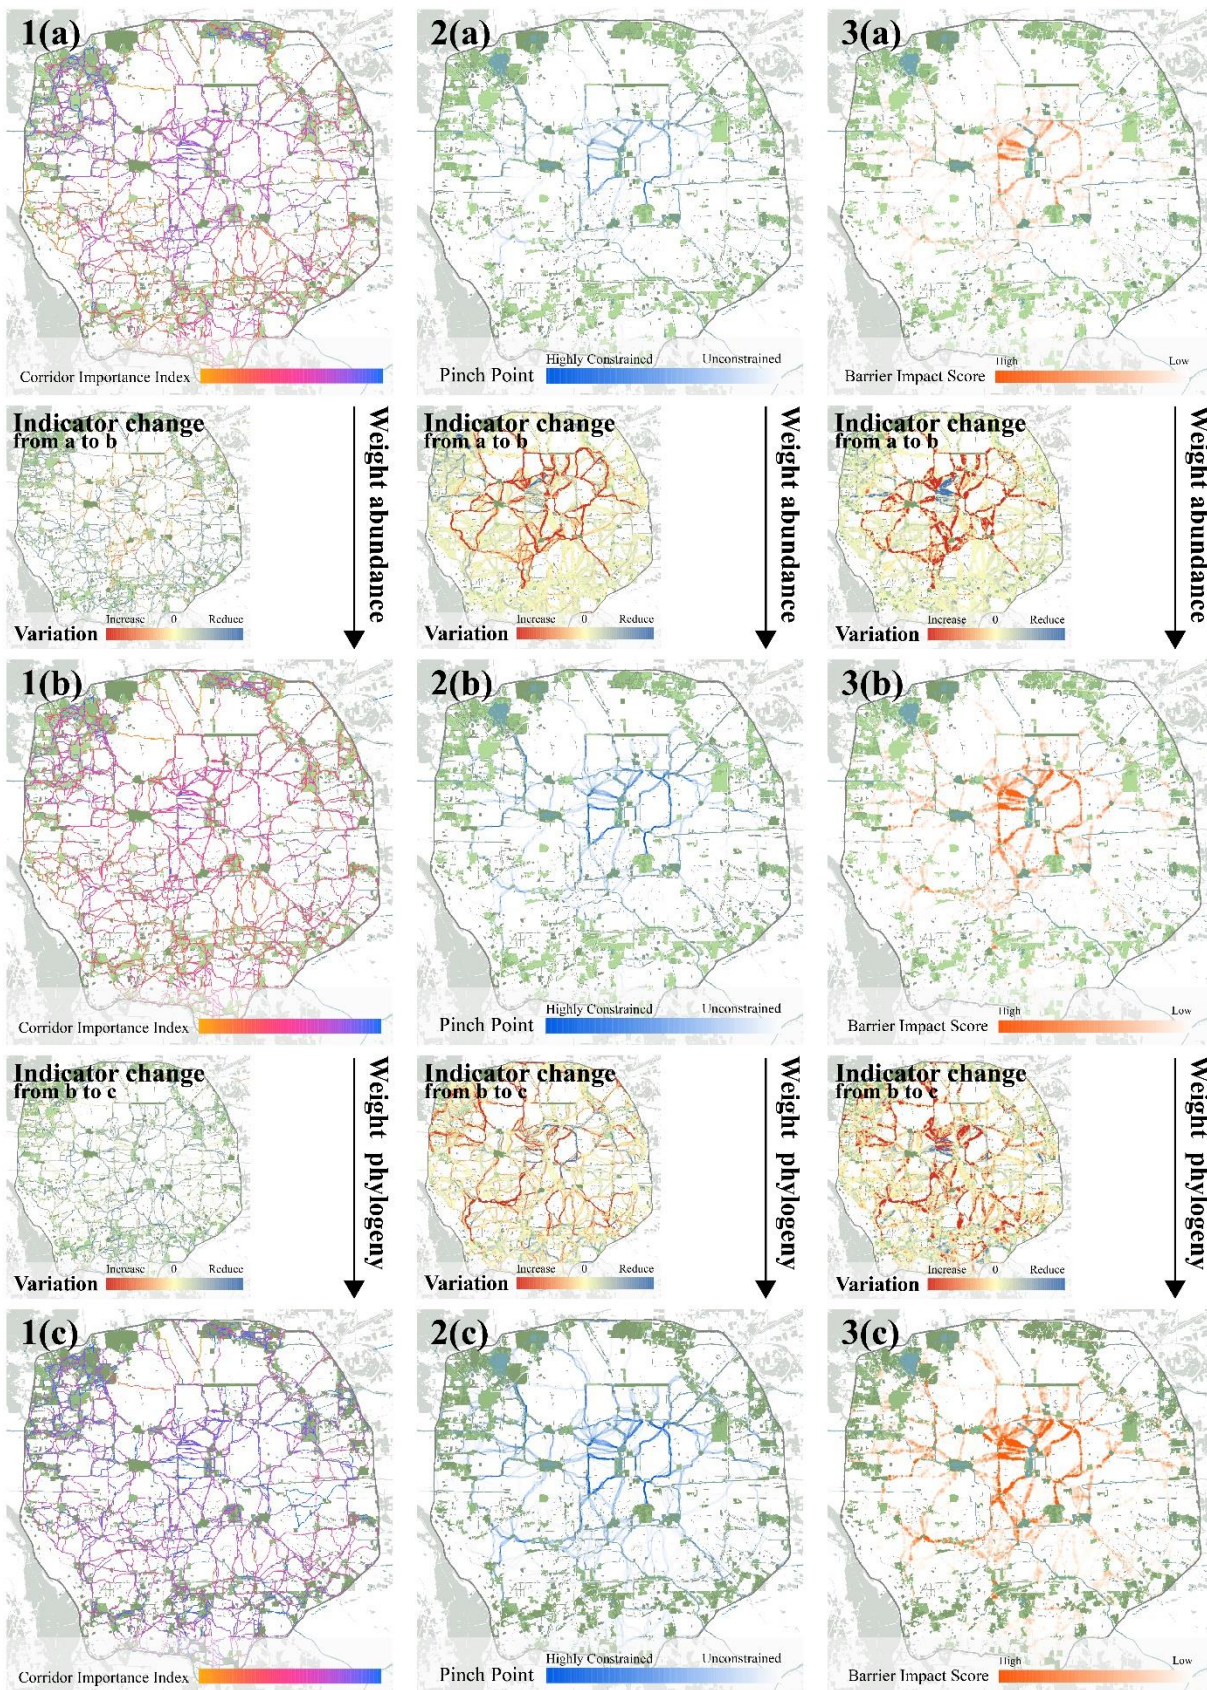 1(a)
2(a)
3(a)
Corridor Importance Index
Highly Constrained Unconstrained
Pinch Point
High Low
Barrier Impact Score
Indicator change
from a to b
Increase 0 Reduce
Variation
Weight abundance
Indicator change
from a to b
Increase 0 Reduce
Variation
Weight abundance
Indicator change
from a to b
Increase 0 Reduce
Variation
Weight abundance
1(b)
2(b)
3(b)
Corridor Importance Index
Highly Constrained Unconstrained
Pinch Point
High Low
Barrier Impact Score
Indicator change
from b to c
Increase 0 Reduce
Variation
Weight phylogeny
Indicator change
from b to c
Increase 0 Reduce
Variation
Weight phylogeny
Indicator change
from b to c
Increase 0 Reduce
Variation
Weight phylogeny
1(c)
2(c)
3(c)
Corridor Importance Index
Highly Constrained Unconstrained
Pinch Point
High Low
Barrier Impact Score